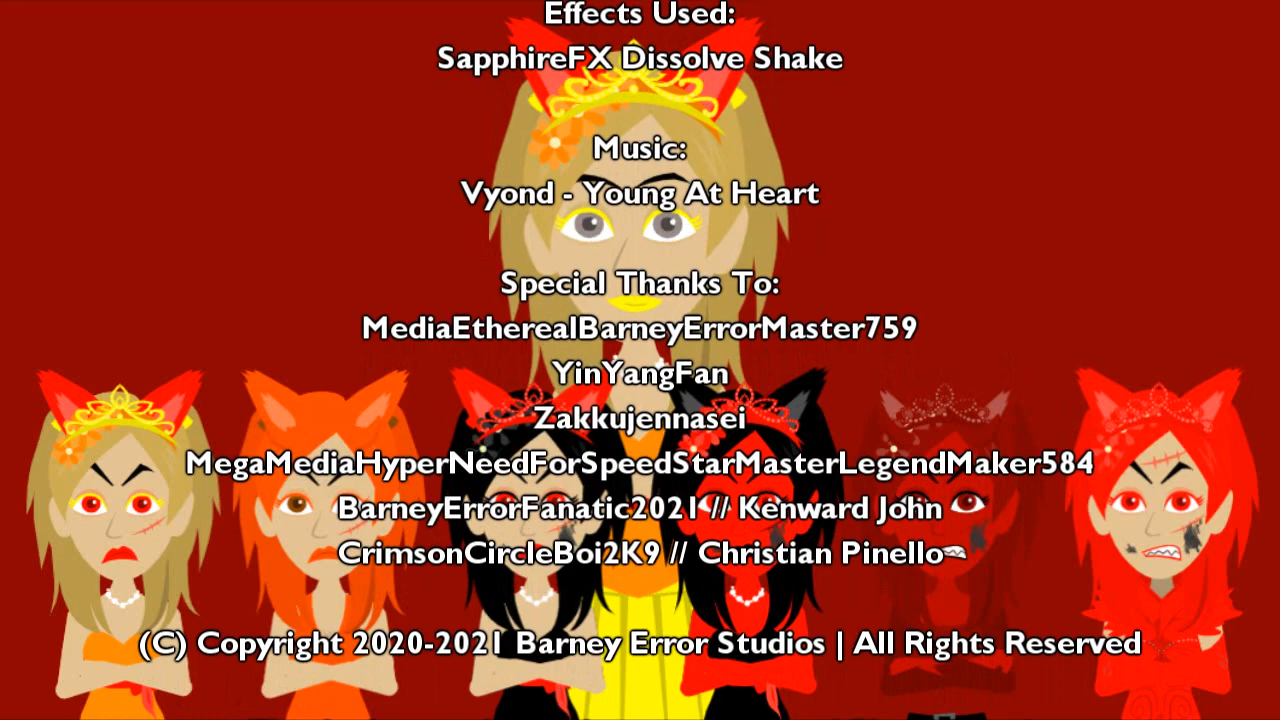 Effects Used:
SapphireFX Dissolve Shake
Music:
Vyond - Young At Heart
Special Thanks To:
MediaEtherealBarneyErrorMaster759
YinYangFan
Zakkujennasei
MegaMediaHyperNeedForSpeedStarMasterLegendMaker584
BarneyErrorFanatic2021 // Kenward John
CrimsonCircleBoi2K9 // Christian Pinello
(C) Copyright 2020-2021 Barney Error Studios | All Rights Reserved